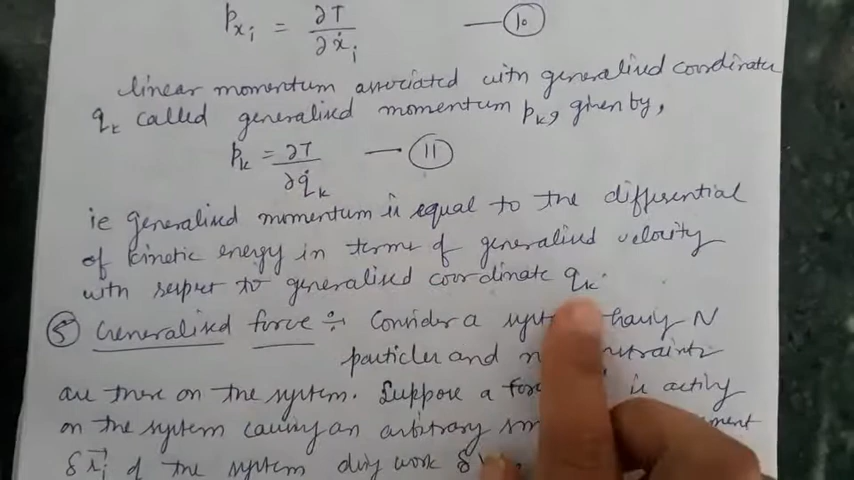 pxᵢ = ∂T/∂ẋᵢ — (10)
linear momentum associated with generalised coordinate
qₖ called generalised momentum pₖ, given by,
pₖ = ∂T/∂q̇ₖ — (11)
ie generalised momentum is equal to the differential
of kinetic energy in terms of generalised velocity
with respect to generalised coordinate qₖ.
(5) Generalised force ÷ Consider a having N
particles and
are there on the system. Suppose a is acting
on the system causing an arbitrary
δr⃗ᵢ of the system doing work δ